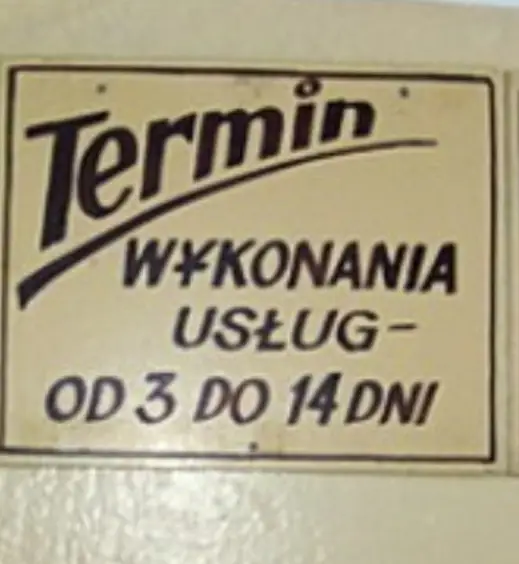 Termin
WYKONANIA
USŁUG-
OD 3 DO 14 DNI